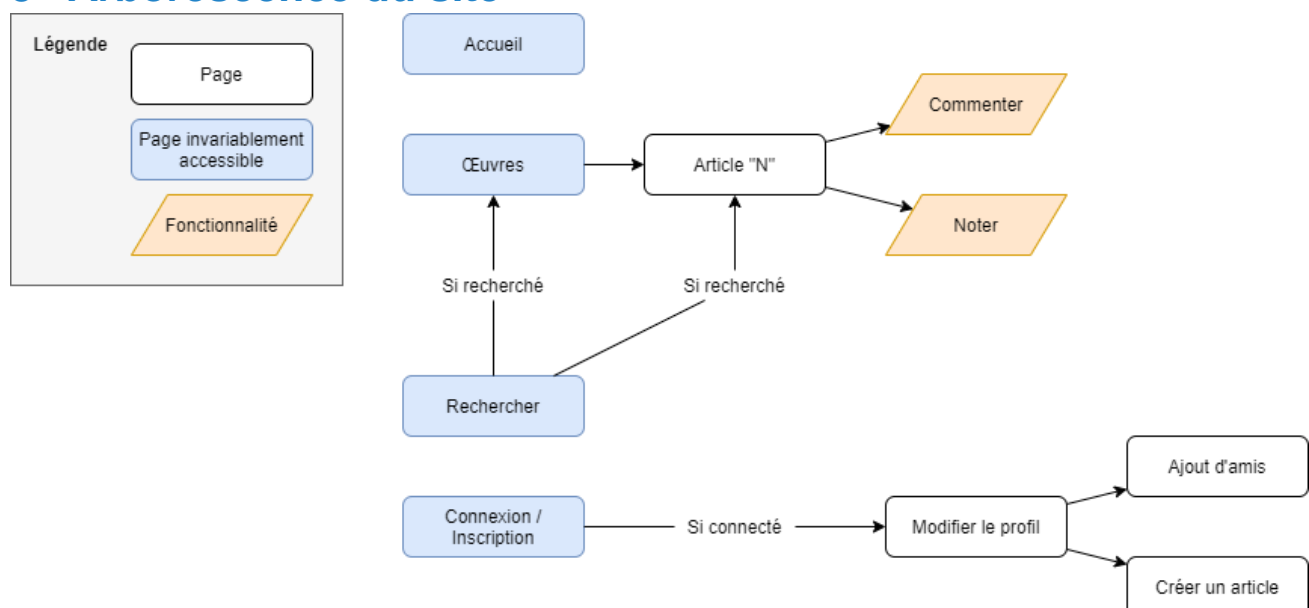 Légende
Page
Page invariablement
accessible
Fonctionnalité
Accueil
Œuvres
Article "N"
Commenter
Noter
Si recherché
Si recherché
Rechercher
Connexion /
Inscription
Si connecté
Modifier le profil
Ajout d'amis
Créer un article